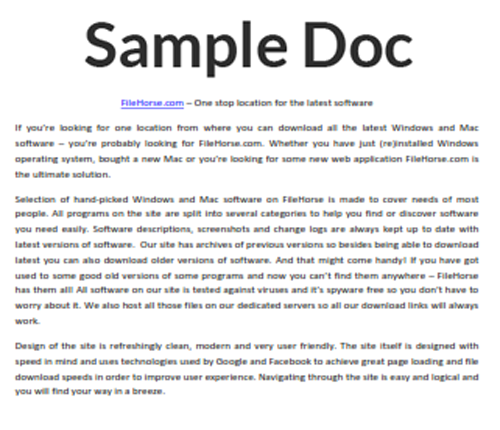 Sample Doc
FileHorse.com – One stop location for the latest software
If you're looking for one location from where you can download all the latest Windows and Mac
software – you're probably looking for FileHorse.com. Whether you have just (re)installed Windows
operating system, bought a new Mac or you're looking for some new web application FileHorse.com is
the ultimate solution.
Selection of hand-picked Windows and Mac software on FileHorse is made to cover needs of most
people. All programs on the site are split into several categories to help you find or discover software
you need easily. Software descriptions, screenshots and change logs are always kept up to date with
latest versions of software. Our site has archives of previous versions so besides being able to download
latest you can also download older versions of software. And that might come handy! If you have got
used to some good old versions of some programs and now you can't find them anywhere – FileHorse
has them all! All software on our site is tested against viruses and it's spyware free so you don't have to
worry about it. We also host all those files on our dedicated servers so all our download links will always
work.
Design of the site is refreshingly clean, modern and very user friendly. The site itself is designed with
speed in mind and uses technologies used by Google and Facebook to achieve great page loading and file
download speeds in order to improve user experience. Navigating through the site is easy and logical and
you will find your way in a breeze.